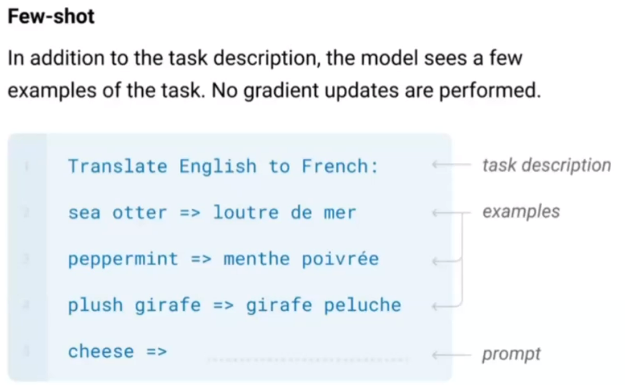 Few-shot
In addition to the task description, the model sees a few
examples of the task. No gradient updates are performed.
1 Translate English to French: task description
2 sea otter => loutre de mer examples
3 peppermint => menthe poivrée
4 plush girafe => girafe peluche
5 cheese => prompt